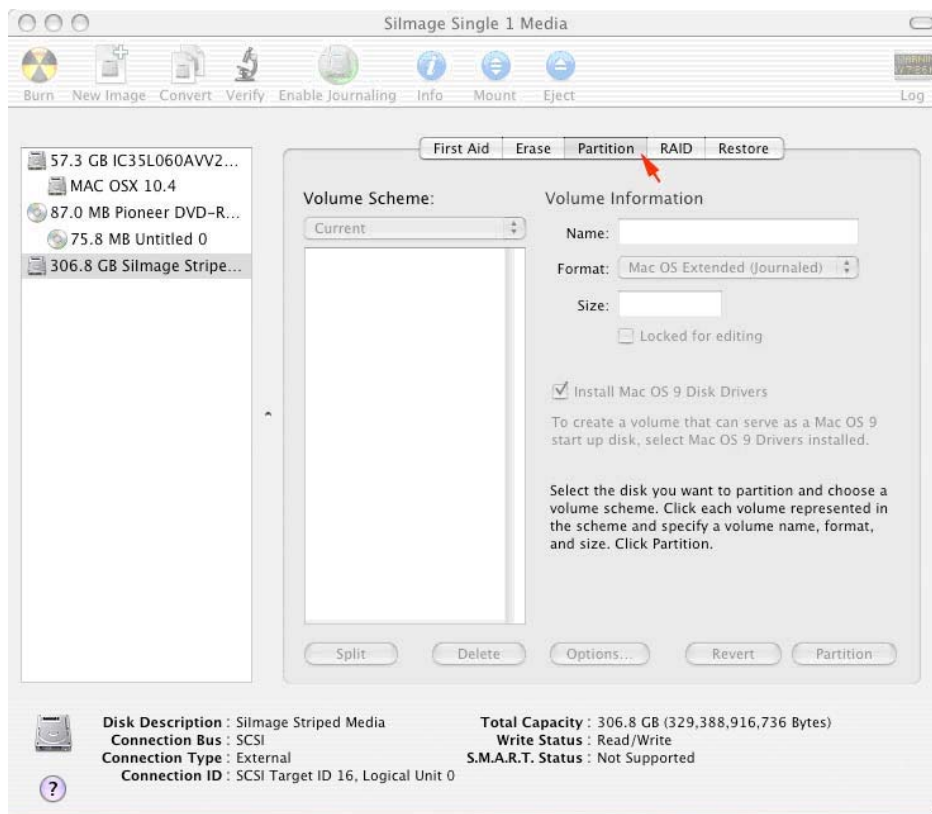 SiImage Single 1 Media
Burn New Image Convert Verify Enable Journaling Info Mount Eject Log
57.3 GB IC35L060AVV2...
MAC OSX 10.4
87.0 MB Pioneer DVD-R...
75.8 MB Untitled 0
306.8 GB SiImage Stripe...
First Aid Erase Partition RAID Restore
Volume Scheme:
Current
Volume Information
Name:
Format: Mac OS Extended (Journaled)
Size:
Locked for editing
Install Mac OS 9 Disk Drivers
To create a volume that can serve as a Mac OS 9
start up disk, select Mac OS 9 Drivers installed.
Select the disk you want to partition and choose a
volume scheme. Click each volume represented in
the scheme and specify a volume name, format,
and size. Click Partition.
Split Delete Options... Revert Partition
Disk Description : SiImage Striped Media
Connection Bus : SCSI
Connection Type : External
Connection ID : SCSI Target ID 16, Logical Unit 0
Total Capacity : 306.8 GB (329,388,916,736 Bytes)
Write Status : Read/Write
S.M.A.R.T. Status : Not Supported
?